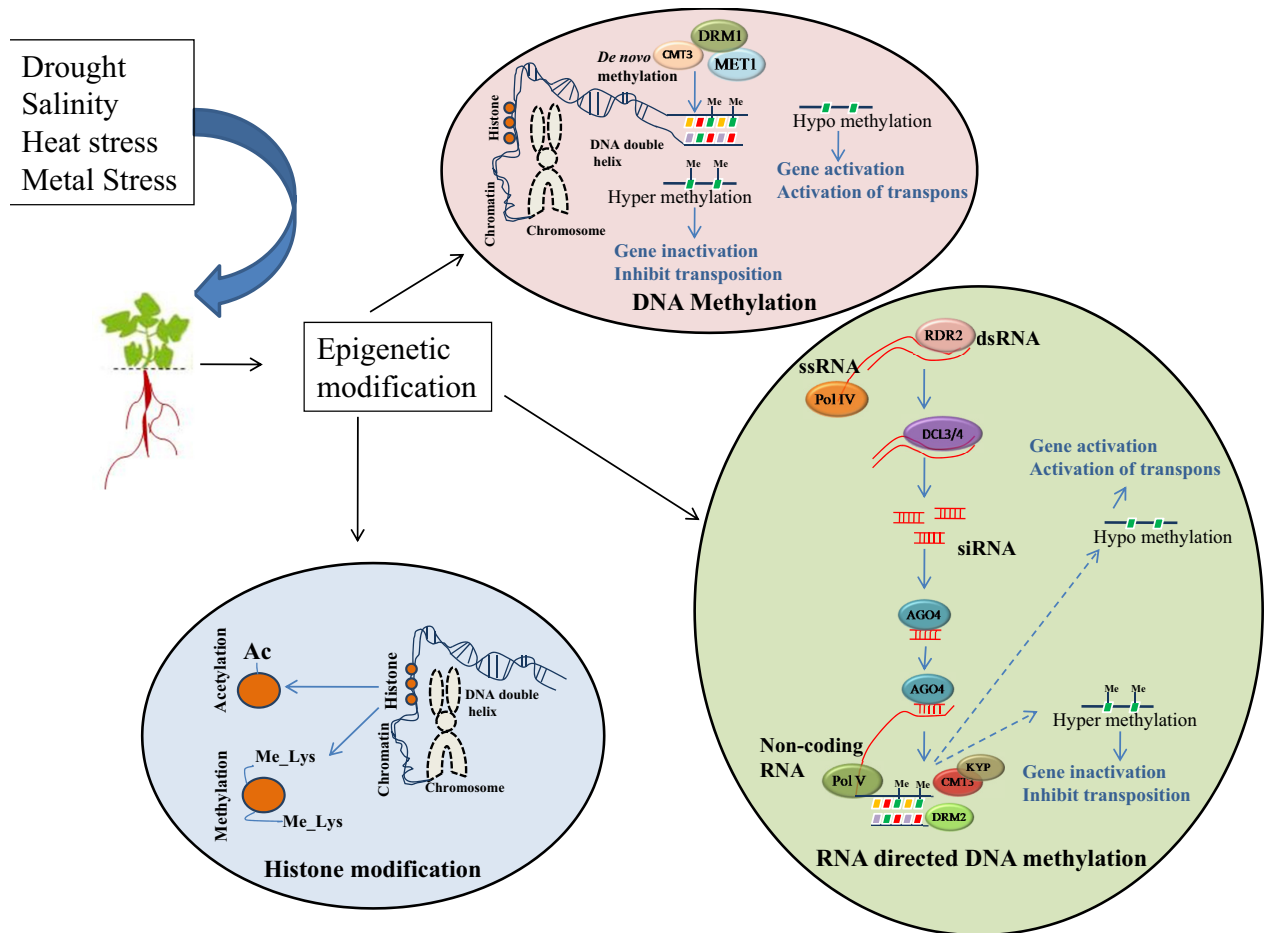 Drought
Salinity
Heat stress
Metal Stress
Epigenetic
modification
DRM1
CMT3
MET1
De novo
methylation
Me Me
Histone
DNA double
helix
Chromatin
Chromosome
Me Me
Hyper methylation
Gene inactivation
Inhibit transposition
Hypo methylation
Gene activation
Activation of transpons
DNA Methylation
RDR2
dsRNA
ssRNA
Pol IV
DCL3/4
siRNA
AGO4
AGO4
Non-coding
RNA
Pol V
Me Me
KYP
CMT3
DRM2
Gene activation
Activation of transpons
Hypo methylation
Me Me
Hyper methylation
Gene inactivation
Inhibit transposition
RNA directed DNA methylation
Acetylation
Ac
Methylation
Me_Lys
Me_Lys
Histone
DNA double
helix
Chromatin
Chromosome
Histone modification